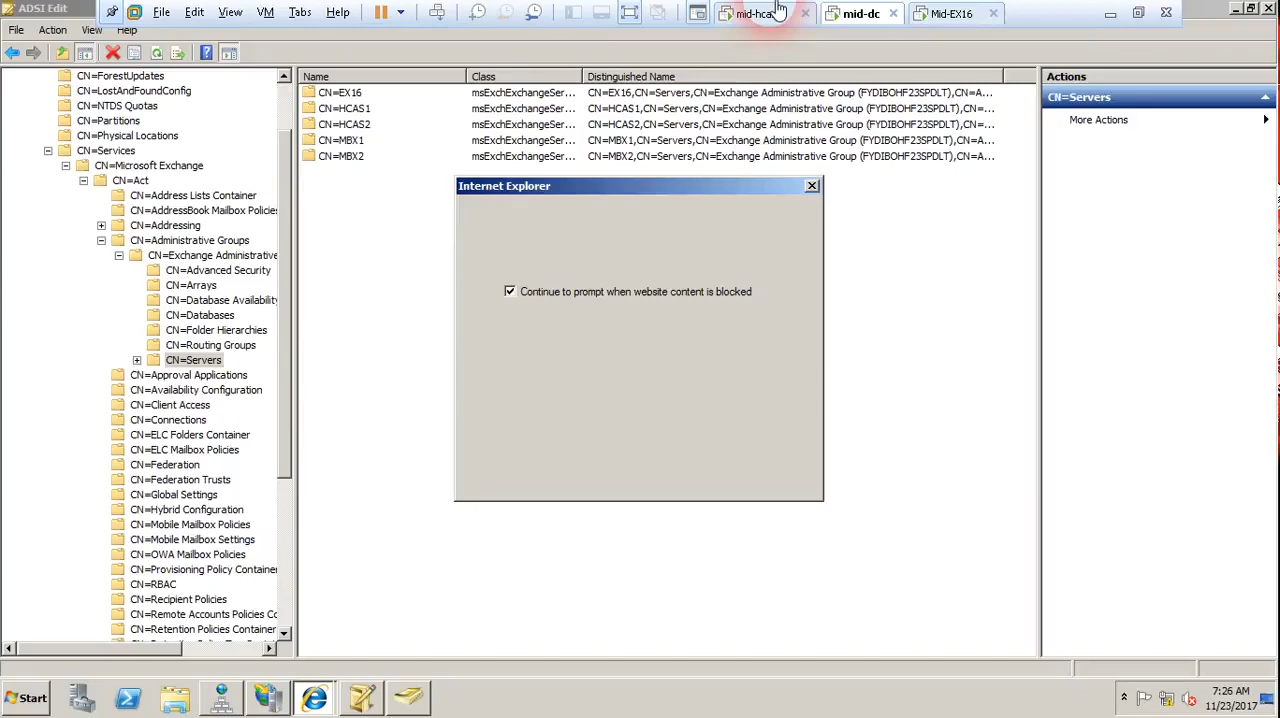 ADSI Edit
File Edit View VM Tabs Help
mid-dc
Mid-EX16
File Action View Help
CN=ForestUpdates
CN=LostAndFoundConfig
CN=NTDS Quotas
CN=Partitions
CN=Physical Locations
CN=Services
CN=Microsoft Exchange
CN=Act
CN=Address Lists Container
CN=AddressBook Mailbox Policies
CN=Addressing
CN=Administrative Groups
CN=Exchange Administrative
CN=Advanced Security
CN=Arrays
CN=Database Availability
CN=Databases
CN=Folder Hierarchies
CN=Routing Groups
CN=Servers
CN=Approval Applications
CN=Availability Configuration
CN=Client Access
CN=Connections
CN=ELC Folders Container
CN=ELC Mailbox Policies
CN=Federation
CN=Federation Trusts
CN=Global Settings
CN=Hybrid Configuration
CN=Mobile Mailbox Policies
CN=Mobile Mailbox Settings
CN=OWA Mailbox Policies
CN=Provisioning Policy Container
CN=RBAC
CN=Recipient Policies
CN=Remote Accounts Policies Co
CN=Retention Policies Container
Name Class Distinguished Name
CN=EX16 msExchExchangeSer... CN=EX16,CN=Servers,CN=Exchange Administrative Group (FYDIBOHF23SPDLT),CN=A...
CN=HCAS1 msExchExchangeSer... CN=HCAS1,CN=Servers,CN=Exchange Administrative Group (FYDIBOHF23SPDLT),CN=A...
CN=HCAS2 msExchExchangeSer... CN=HCAS2,CN=Servers,CN=Exchange Administrative Group (FYDIBOHF23SPDLT),CN=A...
CN=MBX1 msExchExchangeSer... CN=MBX1,CN=Servers,CN=Exchange Administrative Group (FYDIBOHF23SPDLT),CN=A...
CN=MBX2 msExchExchangeSer... CN=MBX2,CN=Servers,CN=Exchange Administrative Group (FYDIBOHF23SPDLT),CN=A...
Internet Explorer
Continue to prompt when website content is blocked
Actions
CN=Servers
More Actions
Start
7:26 AM
11/23/2017